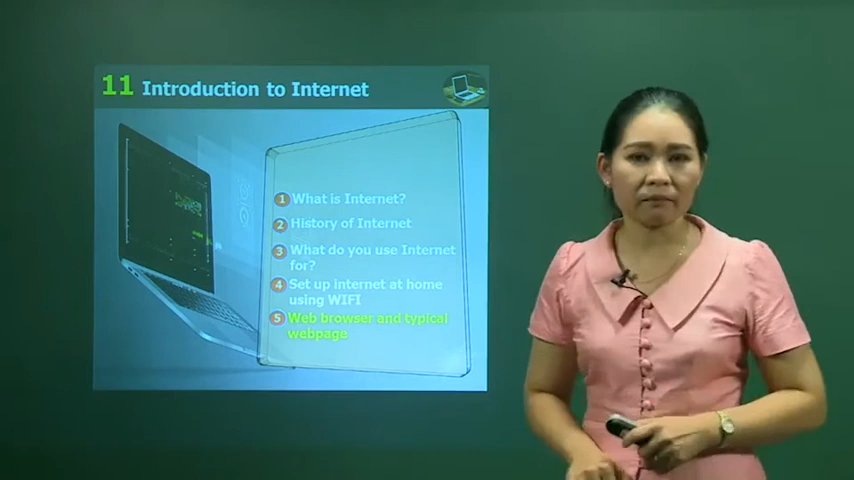 11 Introduction to Internet
1 What is Internet?
2 History of Internet
3 What do you use Internet
for?
4 Set up internet at home
using WIFI
5 Web browser and typical
webpage